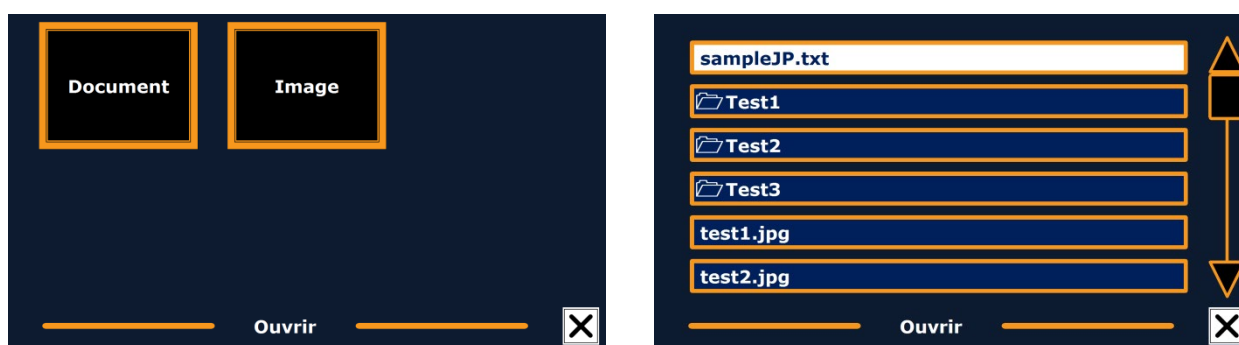 Document
Image
Ouvrir
sampleJP.txt
Test1
Test2
Test3
test1.jpg
test2.jpg
Ouvrir